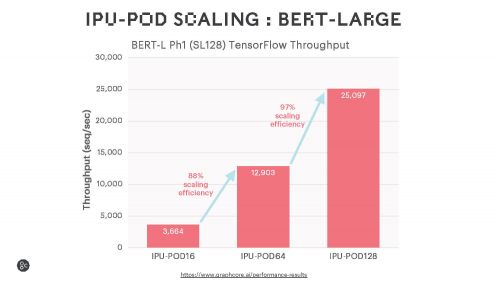 IPU-POD SCALING : BERT-LARGE
BERT-L Ph1 (SL128) TensorFlow Throughput
Throughput (seq/sec)
30,000
25,000
20,000
15,000
10,000
5,000
0
3,664
88%
scaling
efficiency
12,903
97%
scaling
efficiency
25,097
IPU-POD16
IPU-POD64
IPU-POD128
gc
https://www.graphcore.ai/performance-results